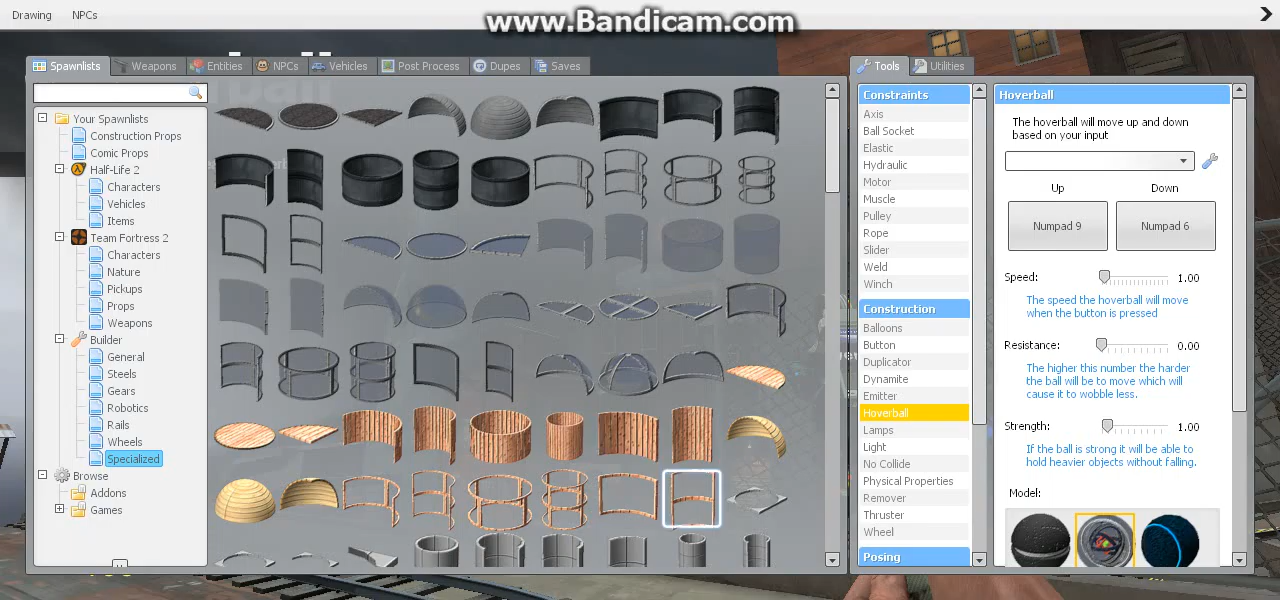 Drawing NPCs
www.Bandicam.com
Spawnlists Weapons Entities NPCs Vehicles Post Process Dupes Saves
Your Spawnlists
Construction Props
Comic Props
Half-Life 2
Characters
Vehicles
Items
Team Fortress 2
Characters
Nature
Pickups
Props
Weapons
Builder
General
Steels
Gears
Robotics
Rails
Wheels
Specialized
Browse
Addons
Games
Tools Utilities
Constraints
Axis
Ball Socket
Elastic
Hydraulic
Motor
Muscle
Pulley
Rope
Slider
Weld
Winch
Construction
Balloons
Button
Duplicator
Dynamite
Emitter
Hoverball
Lamps
Light
No Collide
Physical Properties
Remover
Thruster
Wheel
Posing
Hoverball
The hoverball will move up and down
based on your input
Up Down
Numpad 9 Numpad 6
Speed: 1.00
The speed the hoverball will move
when the button is pressed
Resistance: 0.00
The higher this number the harder
the ball will be to move which will
cause it to wobble less.
Strength: 1.00
If the ball is strong it will be able to
hold heavier objects without falling.
Model: